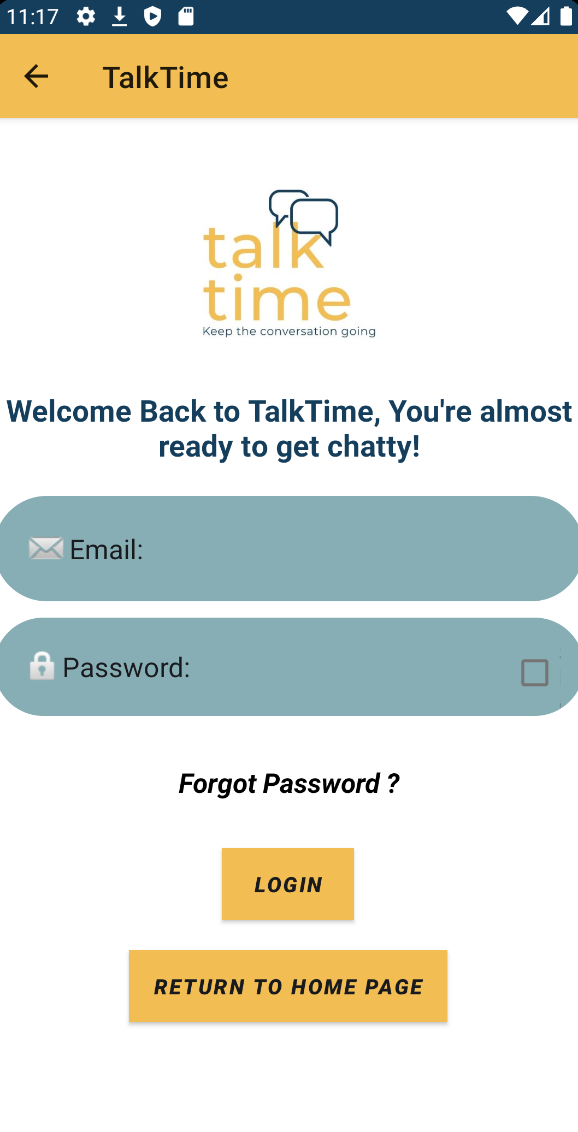 11:17
TalkTime
talk
time
Keep the conversation going
Welcome Back to TalkTime, You're almost
ready to get chatty!
Email:
Password:
Forgot Password ?
LOGIN
RETURN TO HOME PAGE